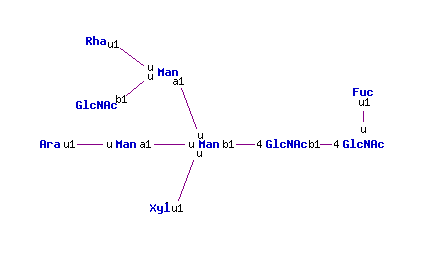 Rha u1
u
u Man
a1
GlcNAc b1
Fuc
u1
u
u
Ara u1 u Man a1 u Man b1 4 GlcNAc b1 4 GlcNAc
u
Xyl u1